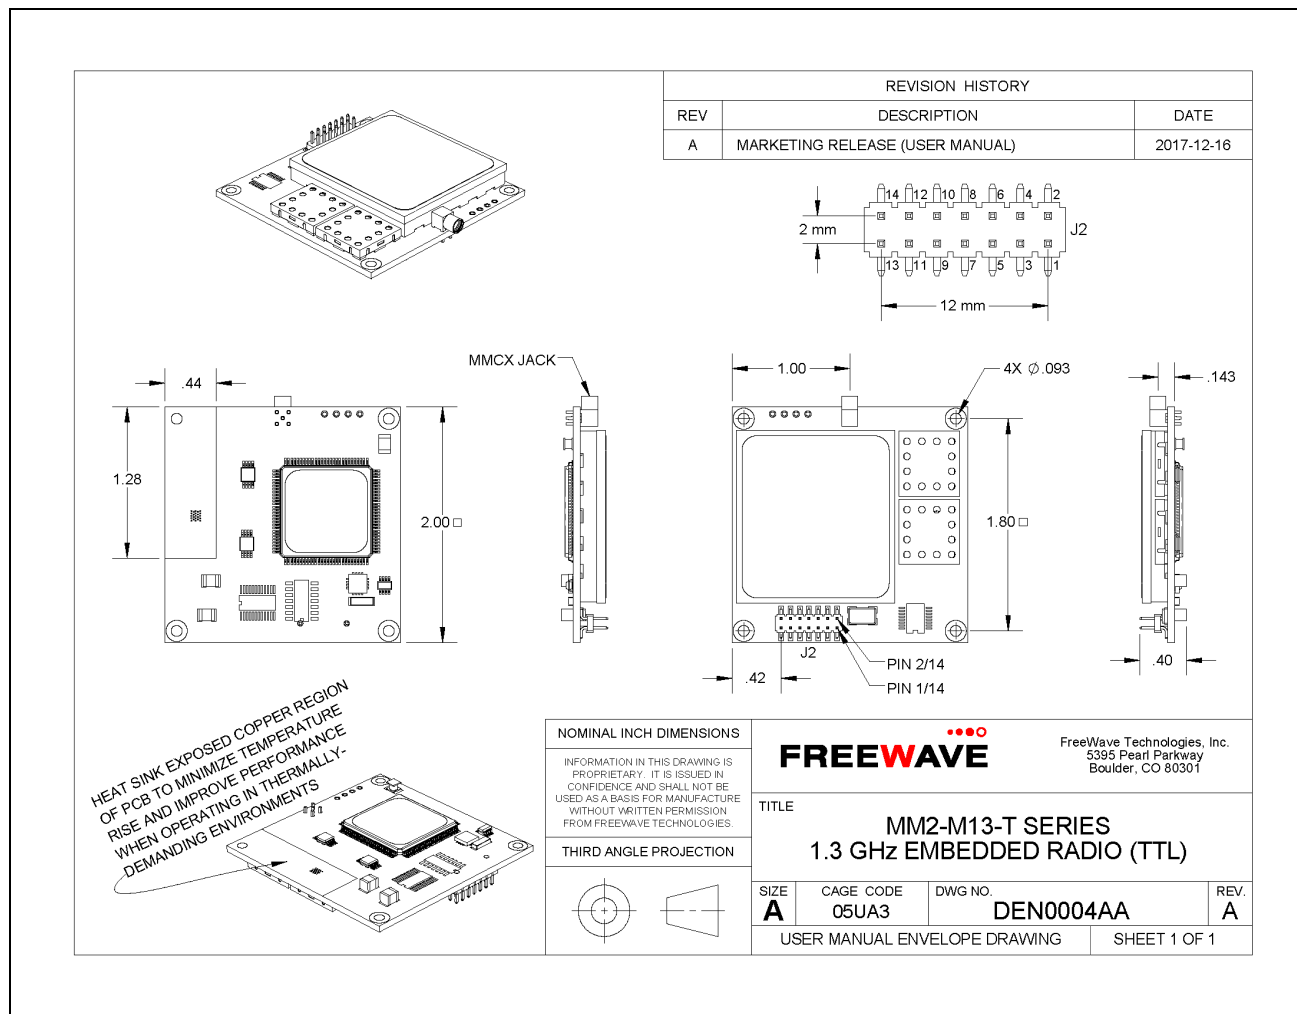 REVISION HISTORY
REV DESCRIPTION DATE
A MARKETING RELEASE (USER MANUAL) 2017-12-16
14 12 10 8 6 4 2
2 mm
J2
13 11 9 7 5 3 1
12 mm
MMCX JACK
.44
1.28
2.00 □
1.00
4X Ø.093
.143
1.80 □
J2
PIN 2/14
PIN 1/14
.42
.40
HEAT SINK EXPOSED COPPER REGION
OF PCB TO MINIMIZE TEMPERATURE
RISE AND IMPROVE PERFORMANCE
WHEN OPERATING IN THERMALLY-
DEMANDING ENVIRONMENTS
NOMINAL INCH DIMENSIONS
INFORMATION IN THIS DRAWING IS
PROPRIETARY. IT IS ISSUED IN
CONFIDENCE AND SHALL NOT BE
USED AS A BASIS FOR MANUFACTURE
WITHOUT WRITTEN PERMISSION
FROM FREEWAVE TECHNOLOGIES.
THIRD ANGLE PROJECTION
FREEWAVE
FreeWave Technologies, Inc.
5395 Pearl Parkway
Boulder, CO 80301
TITLE
MM2-M13-T SERIES
1.3 GHz EMBEDDED RADIO (TTL)
SIZE CAGE CODE DWG NO. REV.
A 05UA3 DEN0004AA A
USER MANUAL ENVELOPE DRAWING SHEET 1 OF 1